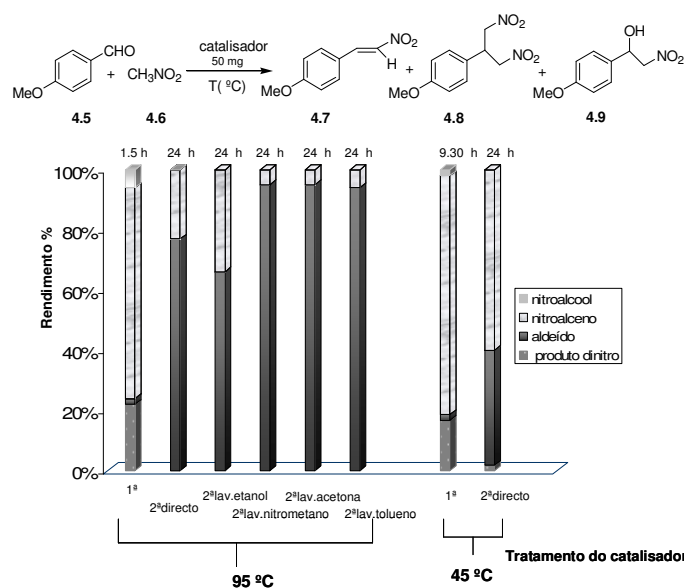 CHO
MeO
4.5
+
CH3NO2
4.6
catalisador
50 mg
T( ºC)
NO2
H
MeO
4.7
+
NO2
NO2
MeO
4.8
+
OH
NO2
MeO
4.9
1.5 h 24 h 24 h 24 h 24 h 24 h 9.30 h 24 h
Rendimento %
100%
80%
60%
40%
20%
0%
nitroalcool
nitroalceno
aldeído
produto dinitro
1ª
2ªdirecto
2ªlav.etanol
2ªlav.nitrometano
2ªlav.acetona
2ªlav.tolueno
1ª
2ªdirecto
95 ºC
45 ºC
Tratamento do catalisador